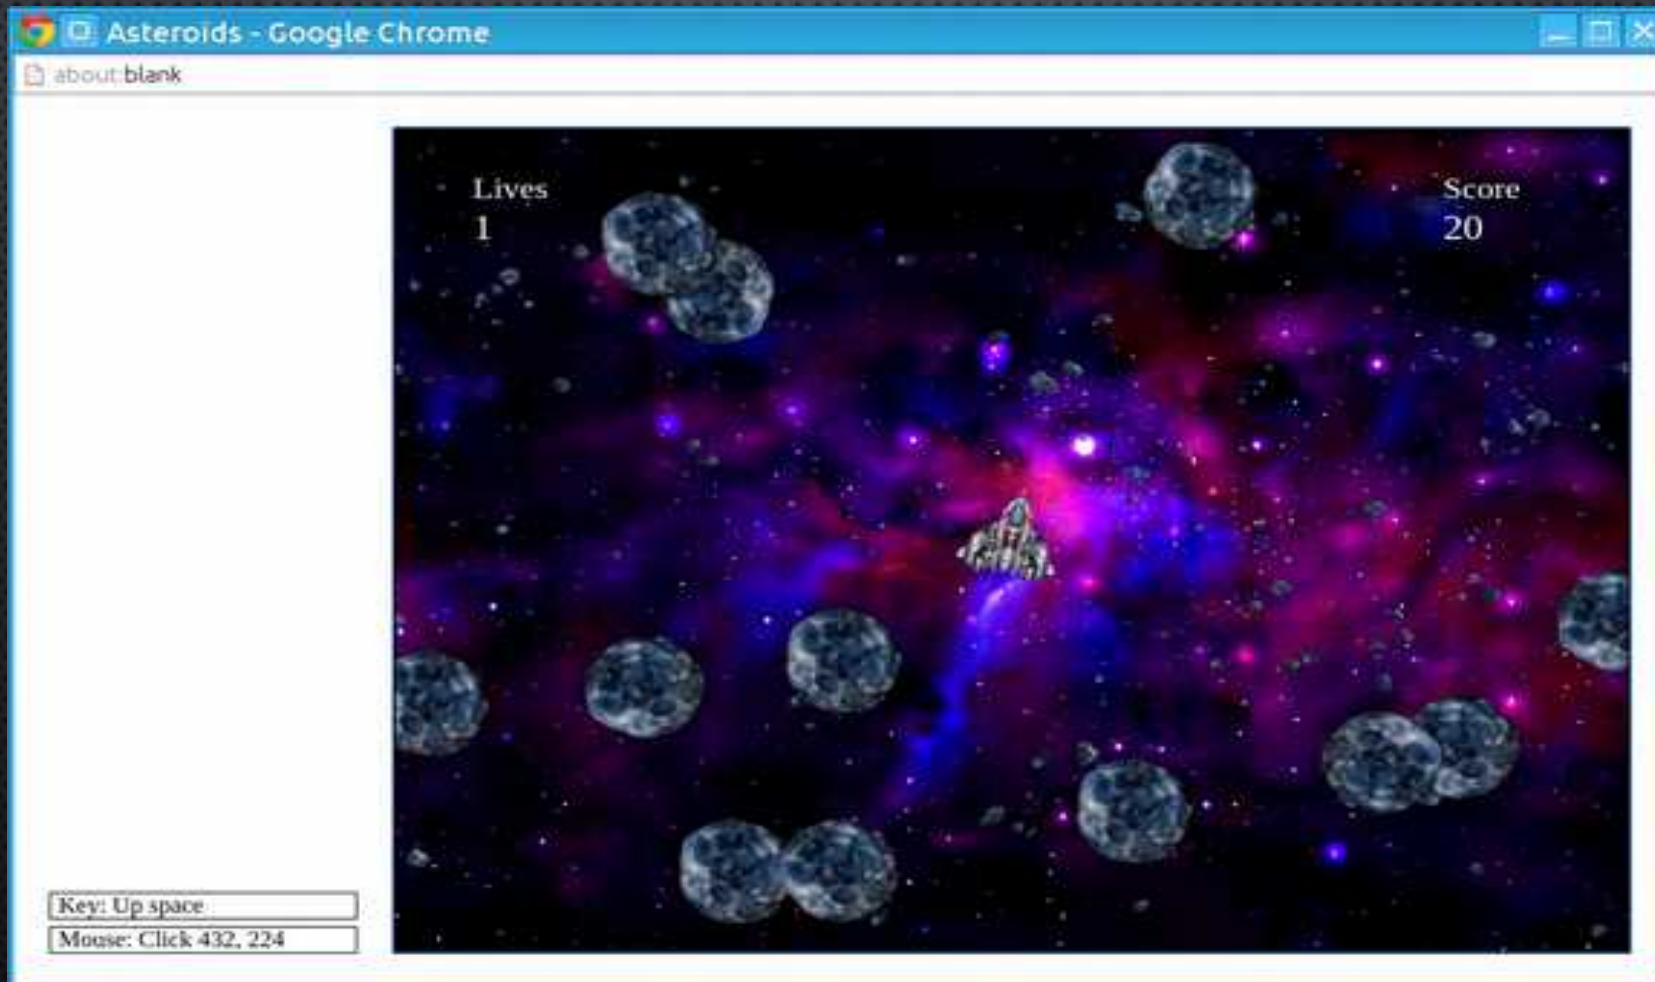 Asteroids - Google Chrome
about:blank
Lives
1
Score
20
Key: Up space
Mouse: Click 432, 224